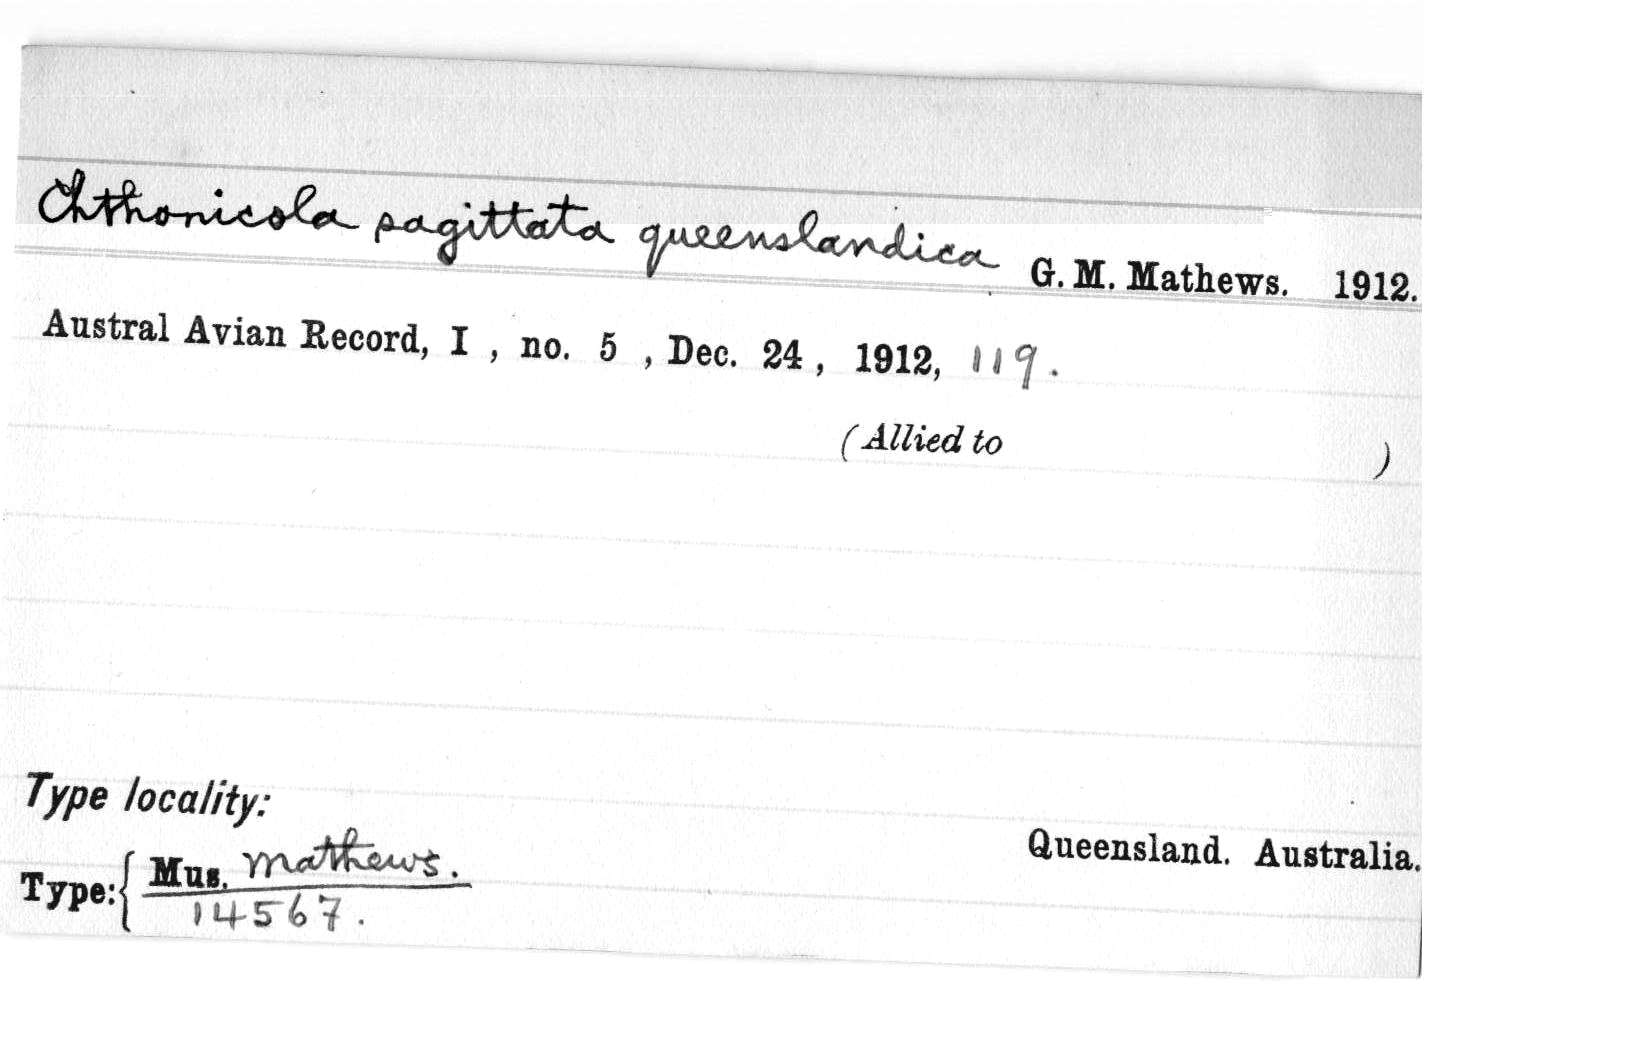 Chthonicola sagittata queenslandica G. M. Mathews. 1912.
Austral Avian Record, I , no. 5 , Dec. 24 , 1912, 119.
(Allied to )
Type locality:
Queensland. Australia.
Type: { Mus. Mathews.
14567.